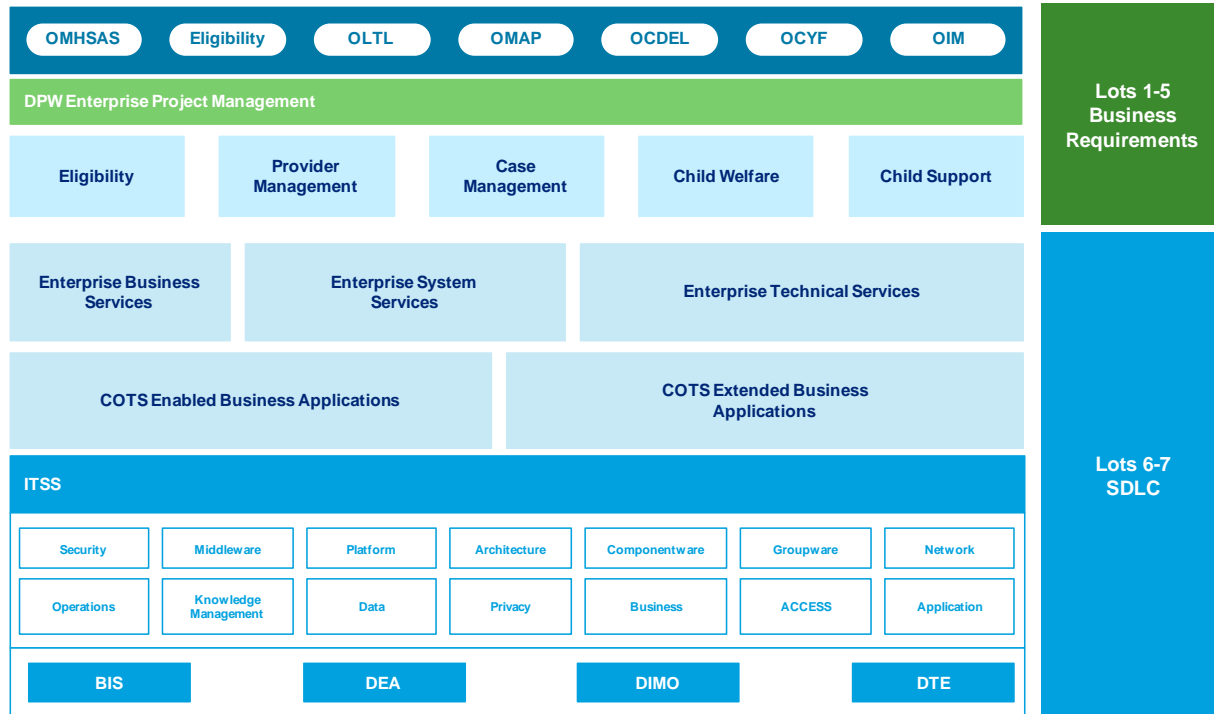 OMHSAS
Eligibility
OLTL
OMAP
OCDEL
OCYF
OIM
DPW Enterprise Project Management
Eligibility
Provider
Management
Case
Management
Child Welfare
Child Support
Lots 1-5
Business
Requirements
Enterprise Business
Services
Enterprise System
Services
Enterprise Technical Services
COTS Enabled Business Applications
COTS Extended Business
Applications
ITSS
Security
Middleware
Platform
Architecture
Componentware
Groupware
Network
Operations
Knowledge
Management
Data
Privacy
Business
ACCESS
Application
BIS
DEA
DIMO
DTE
Lots 6-7
SDLC